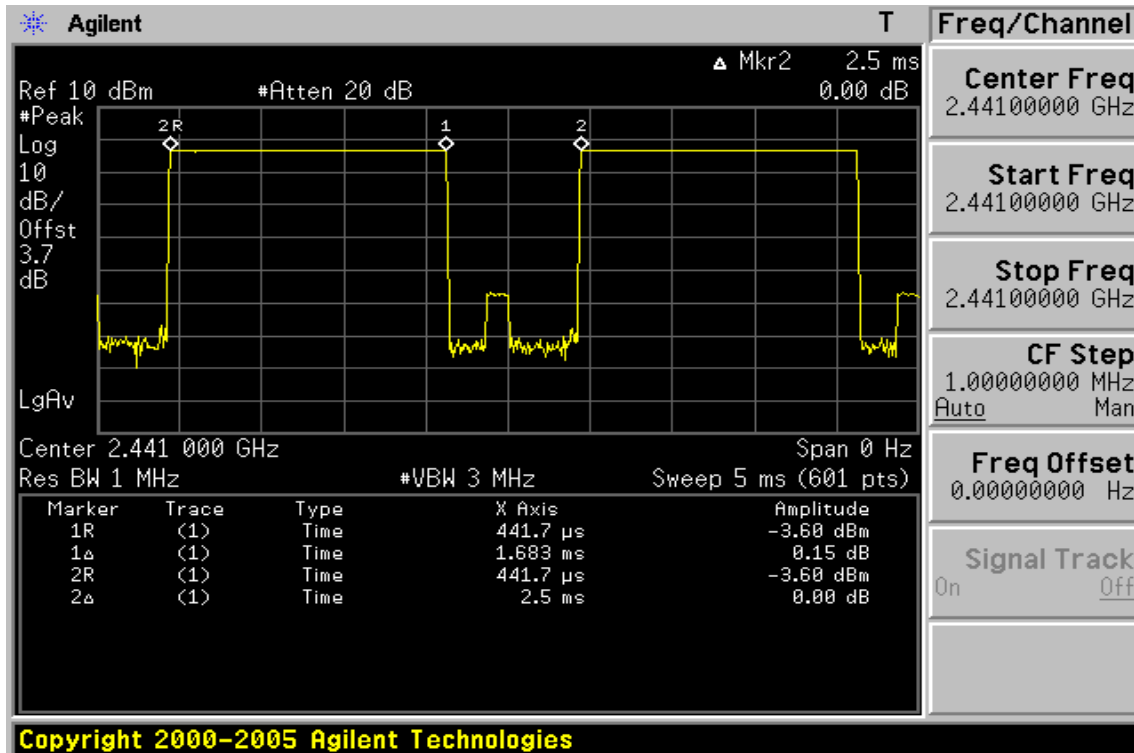 Agilent T Freq/Channel
Δ Mkr2 2.5 ms
Ref 10 dBm #Atten 20 dB 0.00 dB
#Peak
Log
10
dB/
Offst
3.7
dB
LgAv
2R 1 2
Center 2.441 000 GHz Span 0 Hz
Res BW 1 MHz #VBW 3 MHz Sweep 5 ms (601 pts)
Marker Trace Type X Axis Amplitude
1R (1) Time 441.7 µs -3.60 dBm
1Δ (1) Time 1.683 ms 0.15 dB
2R (1) Time 441.7 µs -3.60 dBm
2Δ (1) Time 2.5 ms 0.00 dB
Center Freq
2.44100000 GHz
Start Freq
2.44100000 GHz
Stop Freq
2.44100000 GHz
CF Step
1.00000000 MHz
Auto Man
Freq Offset
0.00000000 Hz
Signal Track
On Off
Copyright 2000-2005 Agilent Technologies